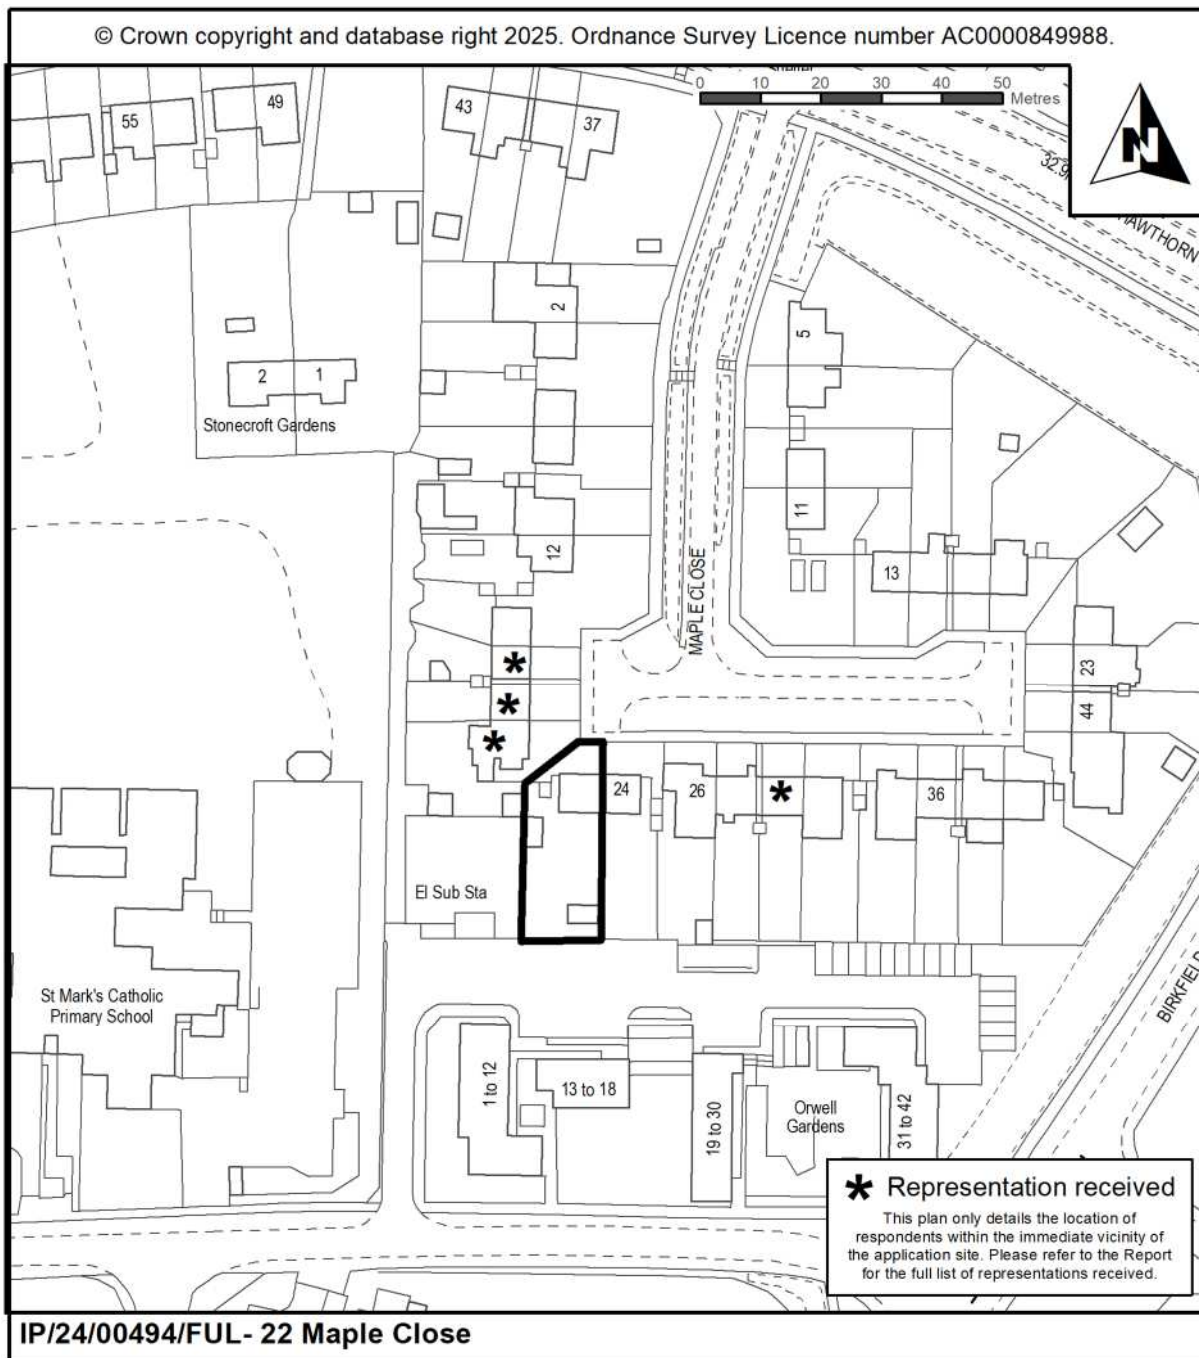 © Crown copyright and database right 2025. Ordnance Survey Licence number AC0000849988.
0 10 20 30 40 50
Metres
N
55
49
43
37
HAWTHORN
2
5
2 1
Stonecroft Gardens
11
12
13
MAPLE CLOSE
23
44
24
26
36
El Sub Sta
St Mark's Catholic
Primary School
BIRKFIELD
1 to 12
13 to 18
19 to 30
Orwell
Gardens
31 to 42
* Representation received
This plan only details the location of
respondents within the immediate vicinity of
the application site. Please refer to the Report
for the full list of representations received.
IP/24/00494/FUL- 22 Maple Close